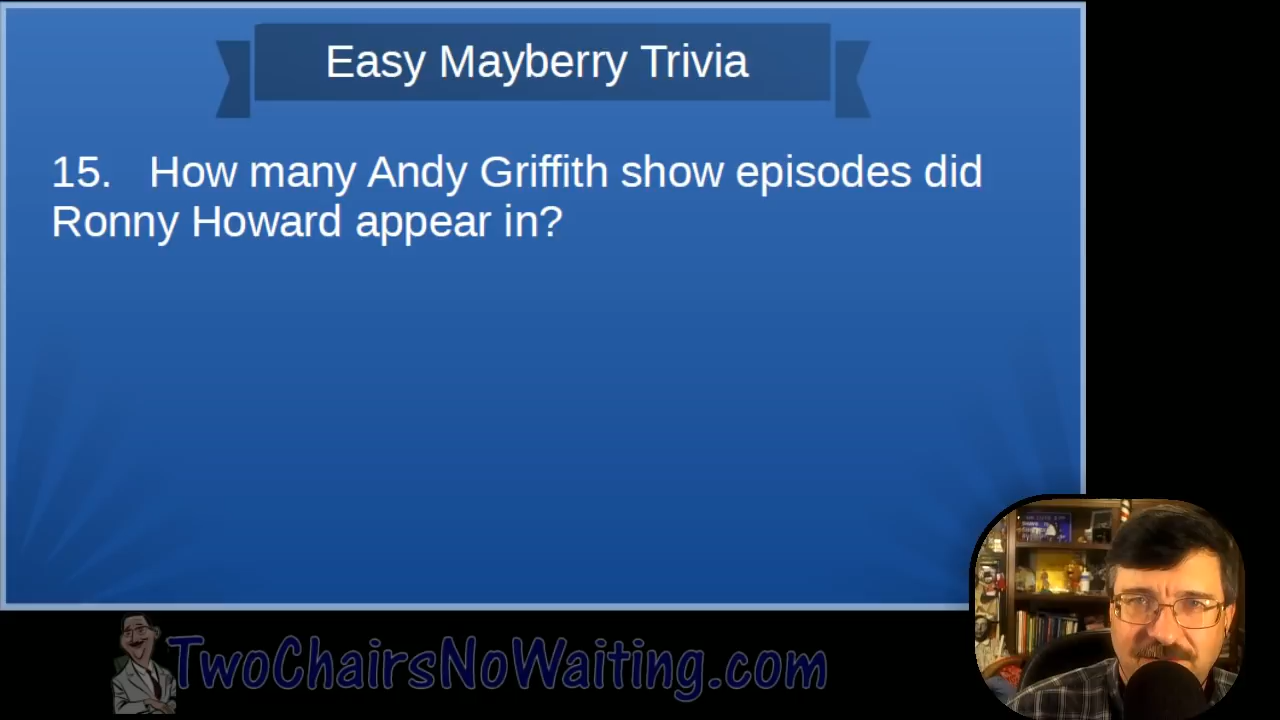 Easy Mayberry Trivia
15. How many Andy Griffith show episodes did
Ronny Howard appear in?
TwoChairsNoWaiting.com